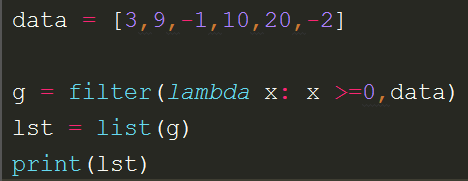 data = [3,9,-1,10,20,-2]
g = filter(lambda x: x >=0,data)
lst = list(g)
print(lst)